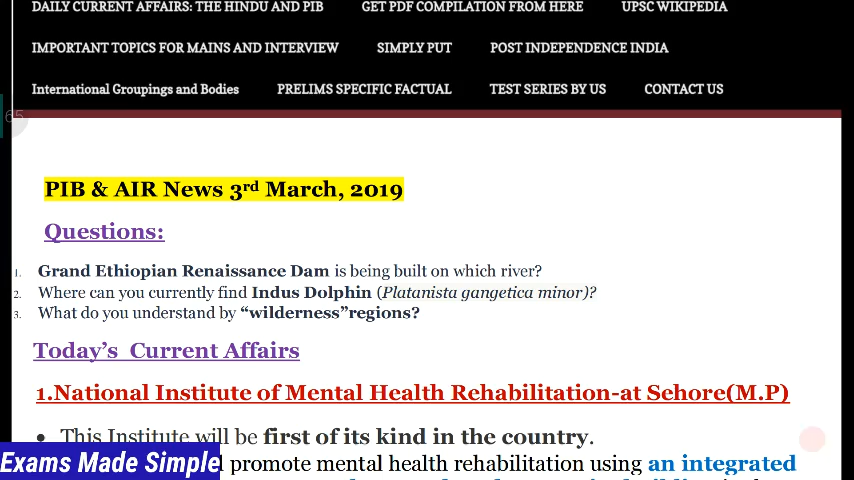 DAILY CURRENT AFFAIRS: THE HINDU AND PIB GET PDF COMPILATION FROM HERE UPSC WIKIPEDIA
IMPORTANT TOPICS FOR MAINS AND INTERVIEW SIMPLY PUT POST INDEPENDENCE INDIA
International Groupings and Bodies PRELIMS SPECIFIC FACTUAL TEST SERIES BY US CONTACT US
65
PIB & AIR News 3rd March, 2019
Questions:
1. Grand Ethiopian Renaissance Dam is being built on which river?
2. Where can you currently find Indus Dolphin (Platanista gangetica minor)?
3. What do you understand by “wilderness”regions?
Today’s Current Affairs
1.National Institute of Mental Health Rehabilitation-at Sehore(M.P)
• This Institute will be first of its kind in the country.
Exams Made Simple
promote mental health rehabilitation using an integrated